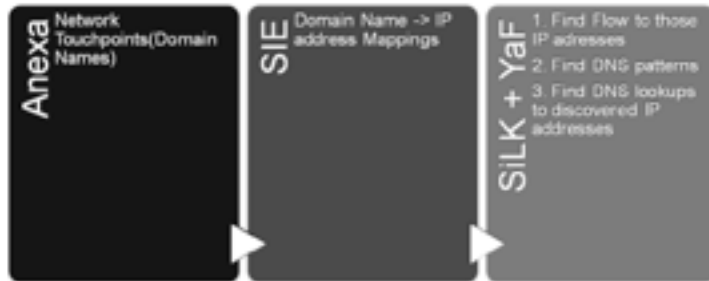 Anexa
Network
Touchpoints(Domain
Names)
SIE
Domain Name -> IP
address Mappings
SiLK + YaF
1. Find Flow to those
IP adresses
2. Find DNS patterns
3. Find DNS lookups
to discovered IP
addresses